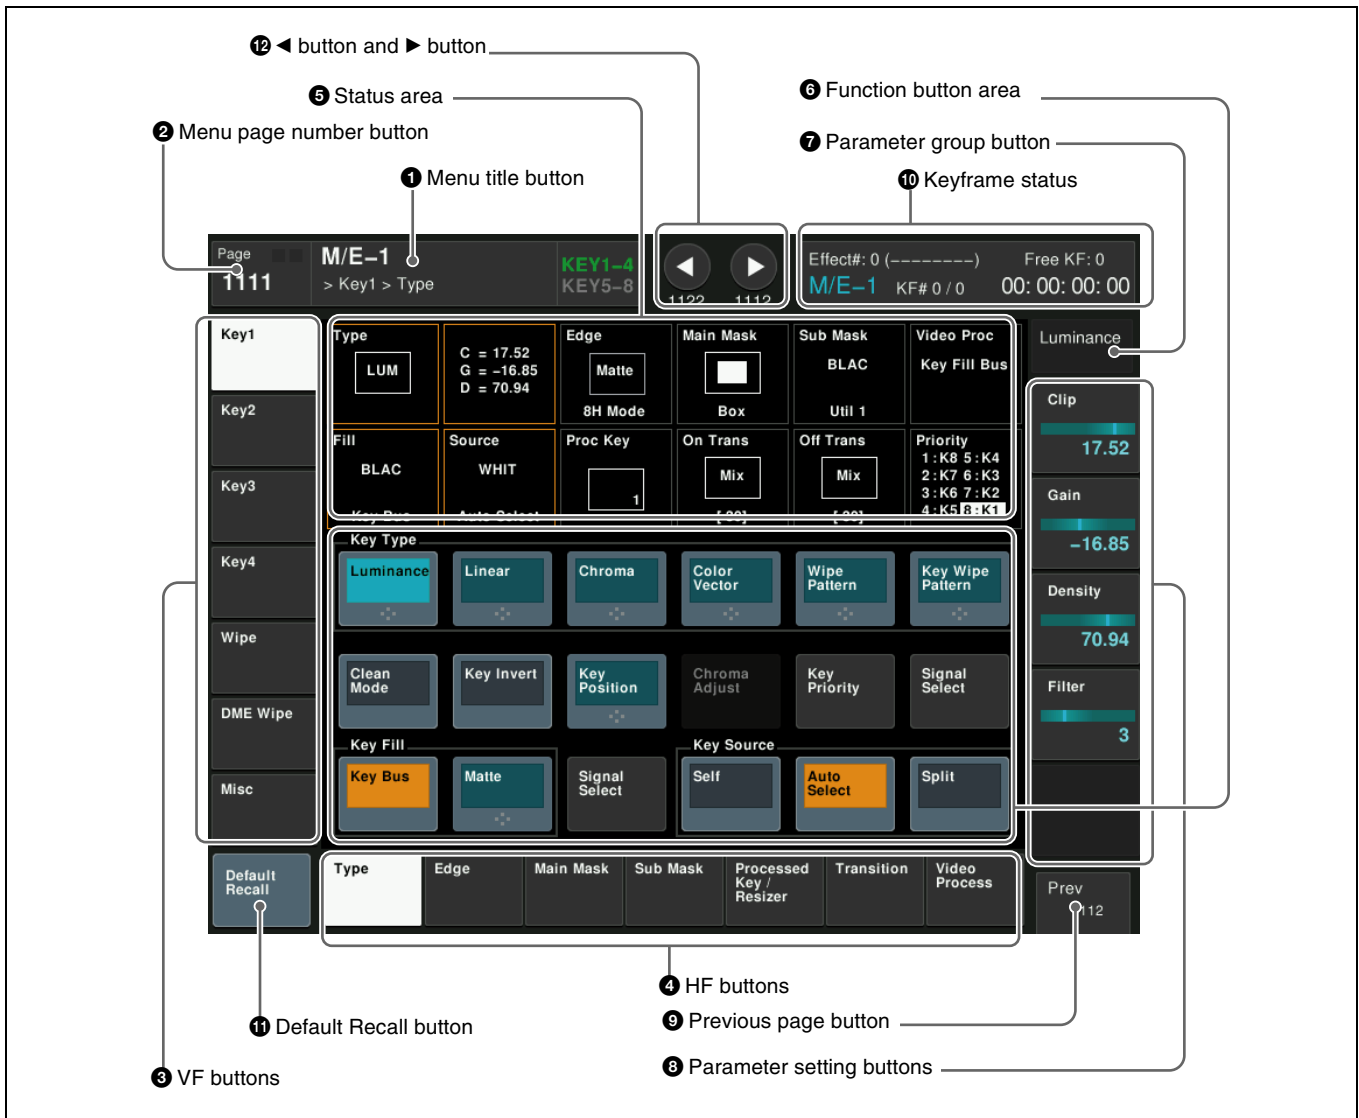 ⓬ ◀ button and ▶ button
❺ Status area
❻ Function button area
❷ Menu page number button
❼ Parameter group button
❶ Menu title button
❿ Keyframe status
Page
1111
M/E–1
> Key1 > Type
KEY1–4
KEY5–8
1122
1112
Effect#: 0 (––––––––)
Free KF: 0
M/E–1
KF# 0 / 0
00: 00: 00: 00
Key1
Key2
Key3
Key4
Wipe
DME Wipe
Misc
Type
LUM
C = 17.52
G = –16.85
D = 70.94
Edge
Matte
8H Mode
Main Mask
Box
Sub Mask
BLAC
Util 1
Video Proc
Key Fill Bus
Fill
BLAC
Key Bus
Source
WHIT
Auto Select
Proc Key
1
On Trans
Mix
[ 30]
Off Trans
Mix
[ 30]
Priority
1:K8 5:K4
2:K7 6:K3
3:K6 7:K2
4:K5 8:K1
Luminance
Clip
17.52
Gain
–16.85
Density
70.94
Filter
3
Key Type
Luminance
Linear
Chroma
Color
Vector
Wipe
Pattern
Key Wipe
Pattern
Clean
Mode
Key Invert
Key
Position
Chroma
Adjust
Key
Priority
Signal
Select
Key Fill
Key Bus
Matte
Signal
Select
Key Source
Self
Auto
Select
Split
Default
Recall
Type
Edge
Main Mask
Sub Mask
Processed
Key /
Resizer
Transition
Video
Process
Prev
112
❹ HF buttons
⓫ Default Recall button
❾ Previous page button
❽ Parameter setting buttons
❸ VF buttons